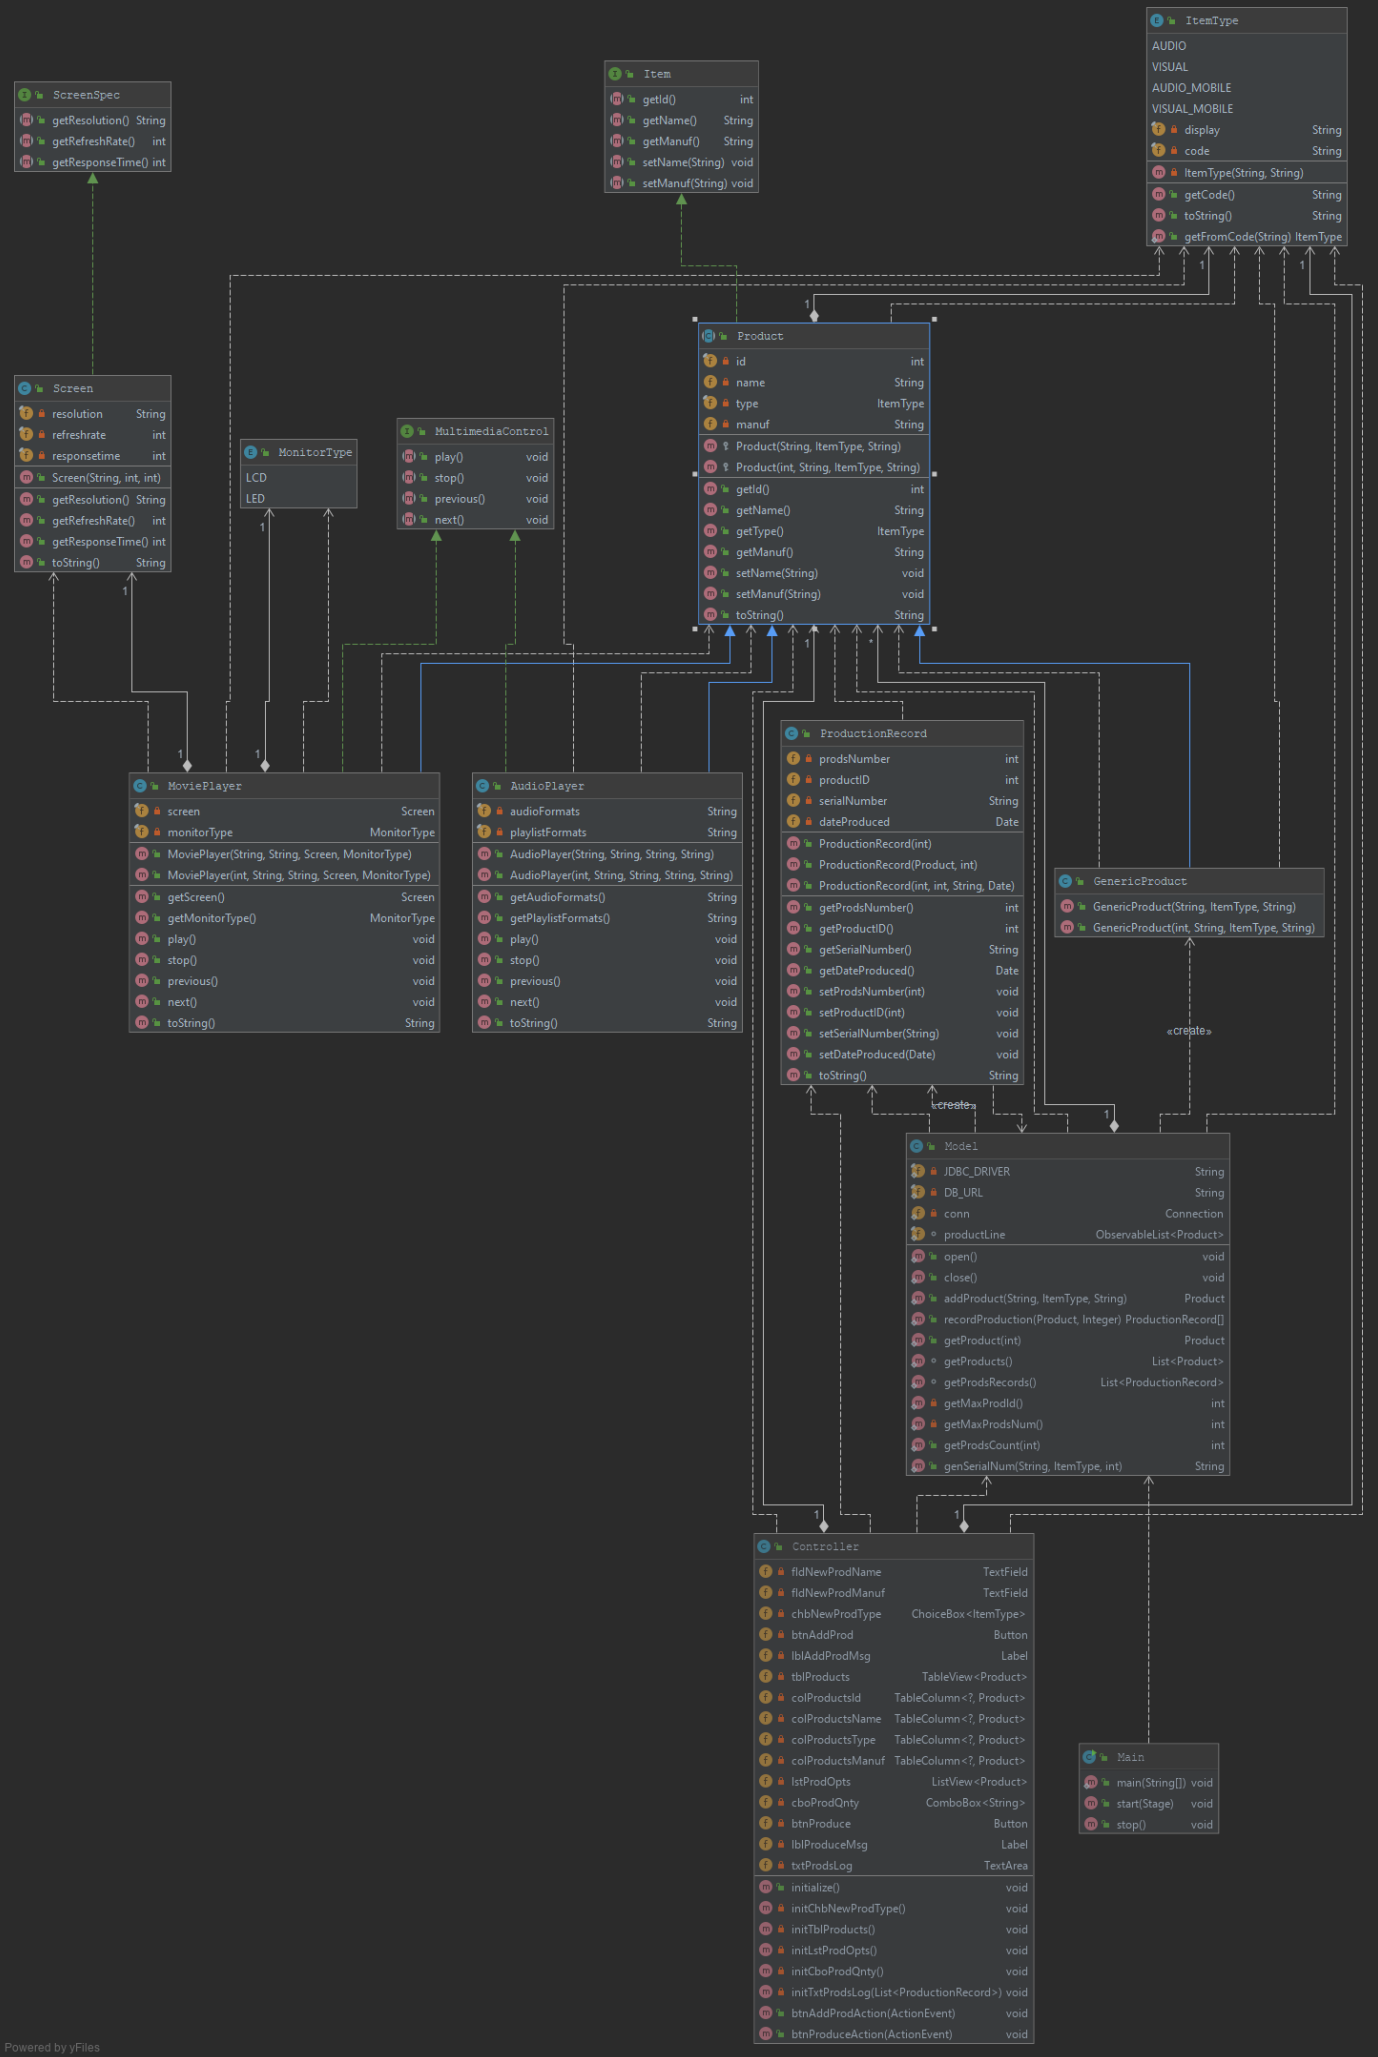 ItemType
AUDIO
VISUAL
AUDIO_MOBILE
VISUAL_MOBILE
display String
code String
ItemType(String, String)
getCode() String
toString() String
getFromCode(String) ItemType
Item
getId() int
getName() String
getManuf() String
setName(String) void
setManuf(String) void
ScreenSpec
getResolution() String
getRefreshRate() int
getResponseTime() int
1
1
1
Product
id int
name String
type ItemType
manuf String
Product(String, ItemType, String)
Product(int, String, ItemType, String)
getId() int
getName() String
getType() ItemType
getManuf() String
setName(String) void
setManuf(String) void
toString() String
Screen
resolution String
refreshrate int
responsetime int
Screen(String, int, int)
getResolution() String
getRefreshRate() int
getResponseTime() int
toString() String
MonitorType
LCD
LED
MultimediaControl
play() void
stop() void
previous() void
next() void
1
1
1
*
1
1
MoviePlayer
screen Screen
monitorType MonitorType
MoviePlayer(String, String, Screen, MonitorType)
MoviePlayer(int, String, String, Screen, MonitorType)
getScreen() Screen
getMonitorType() MonitorType
play() void
stop() void
previous() void
next() void
toString() String
AudioPlayer
audioFormats String
playlistFormats String
AudioPlayer(String, String, String, String)
AudioPlayer(int, String, String, String, String)
getAudioFormats() String
getPlaylistFormats() String
play() void
stop() void
previous() void
next() void
toString() String
ProductionRecord
prodsNumber int
productID int
serialNumber String
dateProduced Date
ProductionRecord(int)
ProductionRecord(Product, int)
ProductionRecord(int, int, String, Date)
getProdsNumber() int
getProductID() int
getSerialNumber() String
getDateProduced() Date
setProdsNumber(int) void
setProductID(int) void
setSerialNumber(String) void
setDateProduced(Date) void
toString() String
GenericProduct
GenericProduct(String, ItemType, String)
GenericProduct(int, String, ItemType, String)
«create»
«create»
1
Model
JDBC_DRIVER String
DB_URL String
conn Connection
productLine ObservableList<Product>
open() void
close() void
addProduct(String, ItemType, String) Product
recordProduction(Product, Integer) ProductionRecord[]
getProduct(int) Product
getProducts() List<Product>
getProdsRecords() List<ProductionRecord>
getMaxProdId() int
getMaxProdsNum() int
getProdsCount(int) int
genSerialNum(String, ItemType, int) String
1
1
Controller
fldNewProdName TextField
fldNewProdManuf TextField
chbNewProdType ChoiceBox<ItemType>
btnAddProd Button
lblAddProdMsg Label
tblProducts TableView<Product>
colProductsId TableColumn<?, Product>
colProductsName TableColumn<?, Product>
colProductsType TableColumn<?, Product>
colProductsManuf TableColumn<?, Product>
lstProdOpts ListView<Product>
cboProdQnty ComboBox<String>
btnProduce Button
lblProduceMsg Label
txtProdsLog TextArea
initialize() void
initChbNewProdType() void
initTblProducts() void
initLstProdOpts() void
initCboProdQnty() void
initTxtProdsLog(List<ProductionRecord>) void
btnAddProdAction(ActionEvent) void
btnProduceAction(ActionEvent) void
Main
main(String[]) void
start(Stage) void
stop() void
Powered by yFiles